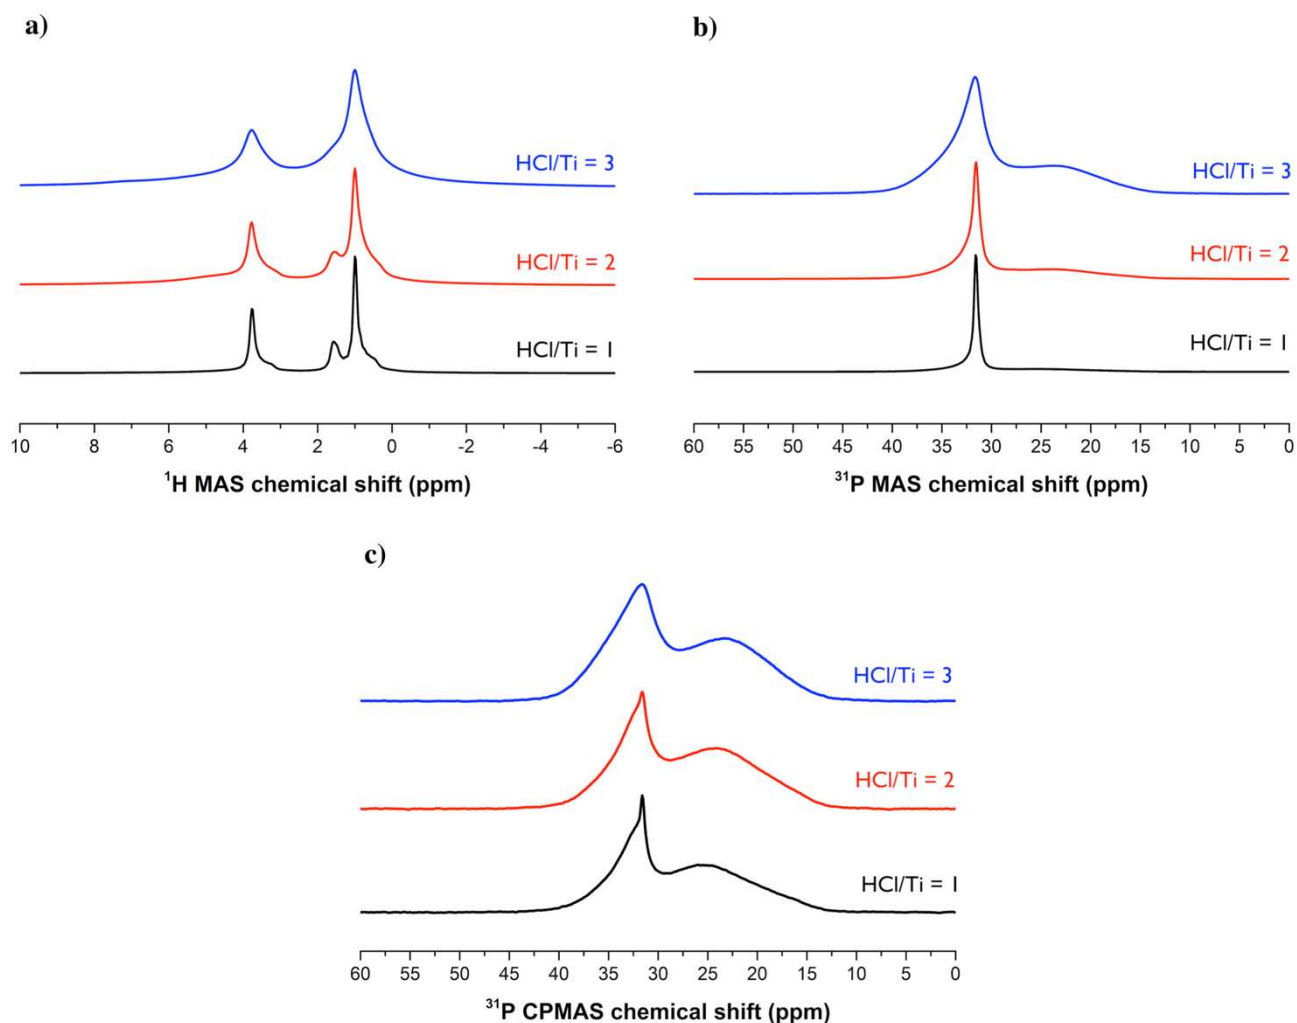 a)
HCl/Ti = 3
HCl/Ti = 2
HCl/Ti = 1
10 8 6 4 2 0 -2 -4 -6
¹H MAS chemical shift (ppm)
b)
HCl/Ti = 3
HCl/Ti = 2
HCl/Ti = 1
60 55 50 45 40 35 30 25 20 15 10 5 0
³¹P MAS chemical shift (ppm)
c)
HCl/Ti = 3
HCl/Ti = 2
HCl/Ti = 1
60 55 50 45 40 35 30 25 20 15 10 5 0
³¹P CPMAS chemical shift (ppm)